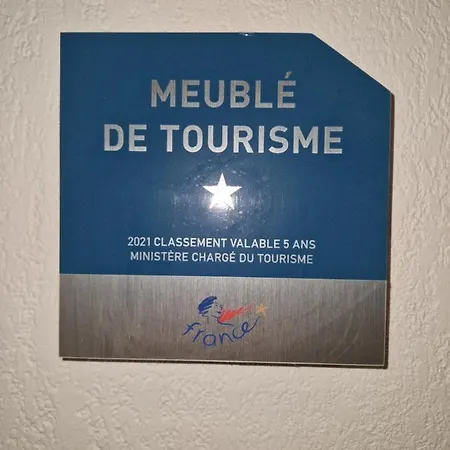 MEUBLÉ
DE TOURISME
2021 CLASSEMENT VALABLE 5 ANS
MINISTÈRE CHARGÉ DU TOURISME
france